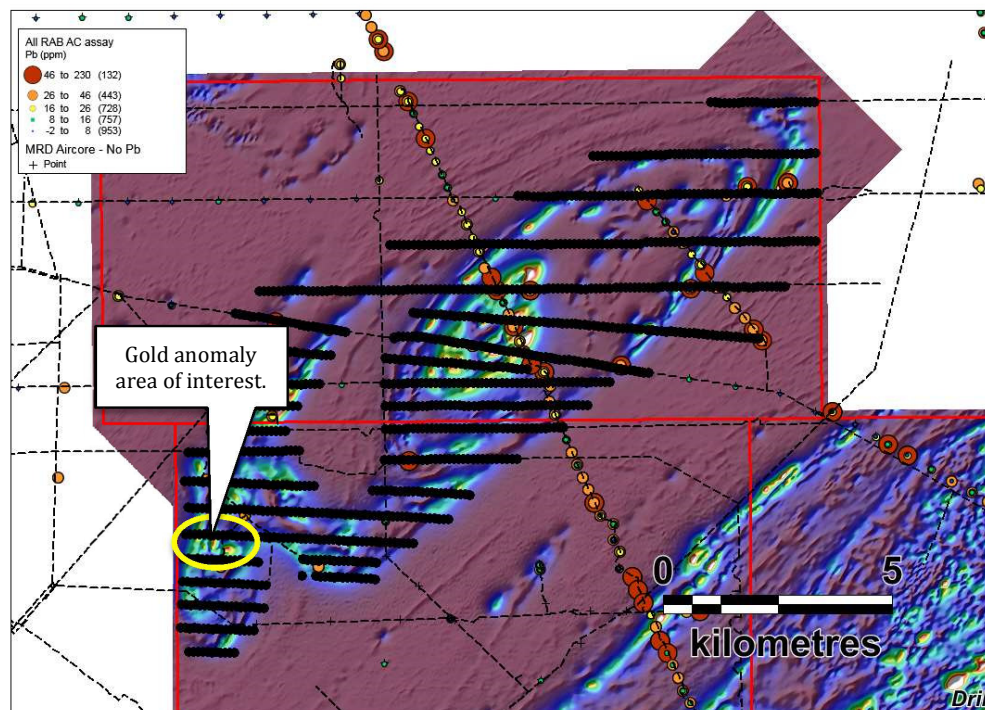 All RAB AC assay
Pb (ppm)
46 to 230 (132)
26 to 46 (443)
16 to 26 (728)
8 to 16 (757)
-2 to 8 (953)
MRD Aircore - No Pb
+ Point
Gold anomaly
area of interest.
0 5
kilometres
Dri